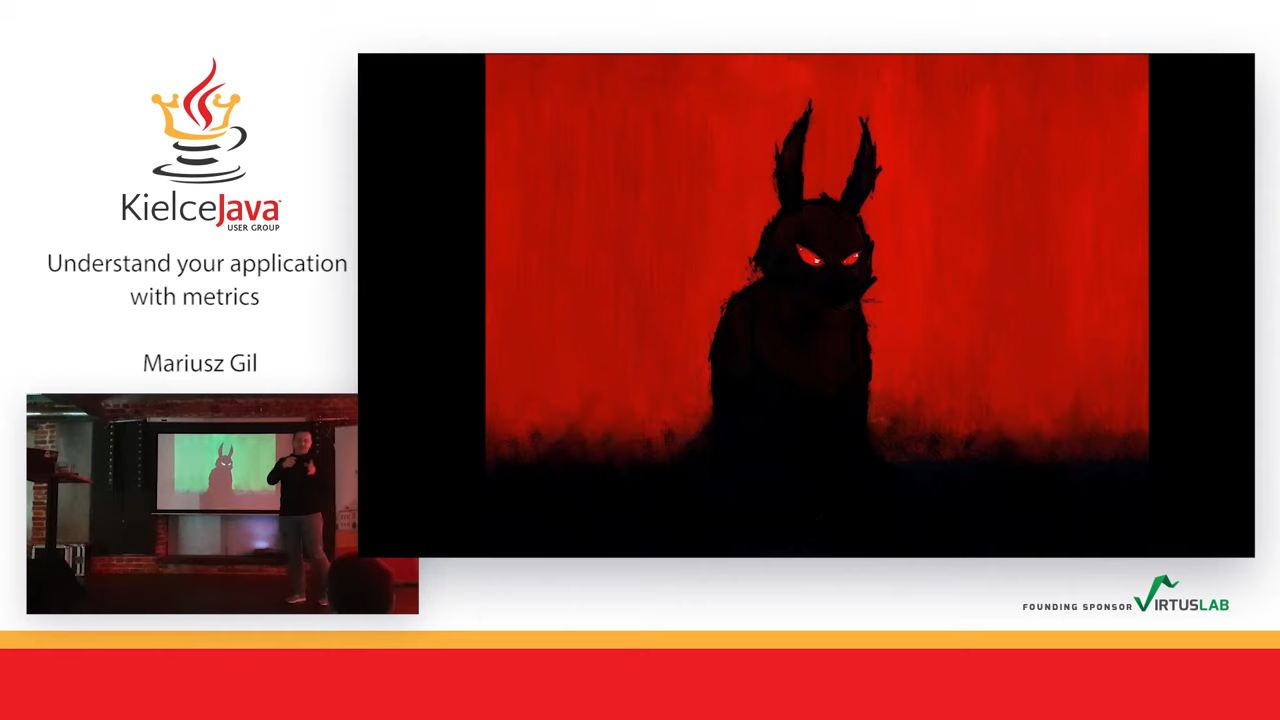 KielceJava
USER GROUP
Understand your application
with metrics
Mariusz Gil
FOUNDING SPONSOR VIRTUSLAB